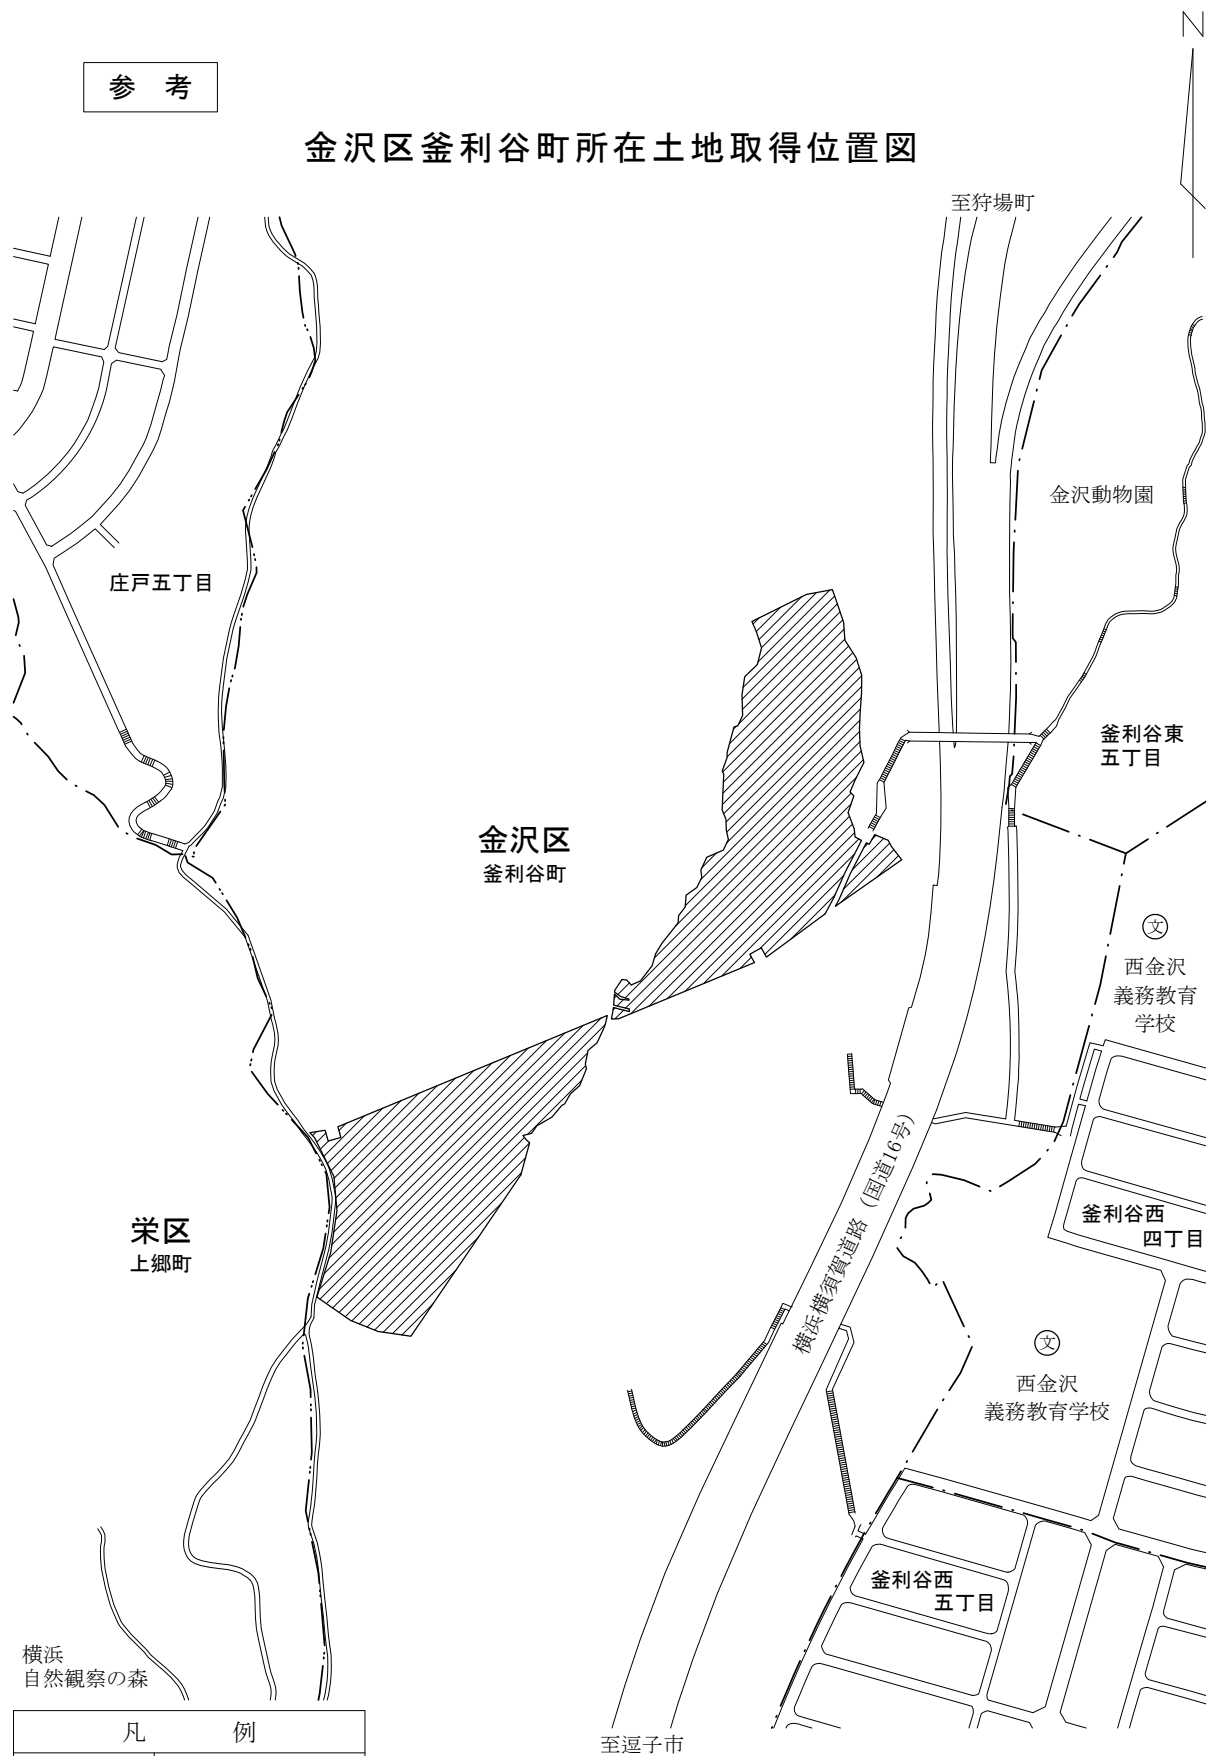 N
参考
金沢区釜利谷町所在土地取得位置図
至狩場町
金沢動物園
庄戸五丁目
釜利谷東
五丁目
金沢区
釜利谷町
文
西金沢
義務教育
学校
横浜横須賀道路(国道16号)
釜利谷西
四丁目
栄区
上郷町
文
西金沢
義務教育学校
釜利谷西
五丁目
横浜
自然観察の森
凡例
至逗子市